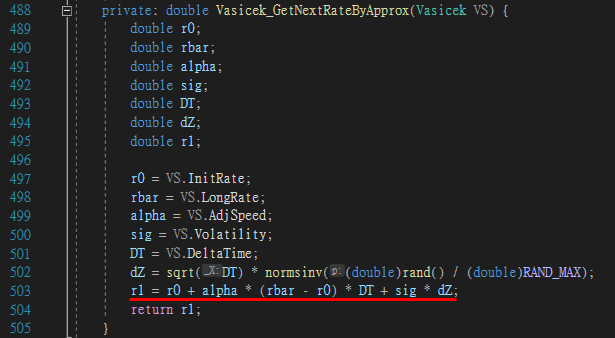 488 private: double Vasicek_GetNextRateByApprox(Vasicek VS) {
489 double r0;
490 double rbar;
491 double alpha;
492 double sig;
493 double DT;
494 double dZ;
495 double r1;
496
497 r0 = VS.InitRate;
498 rbar = VS.LongRate;
499 alpha = VS.AdjSpeed;
500 sig = VS.Volatility;
501 DT = VS.DeltaTime;
502 dZ = sqrt(_X:DT) * normsinv(p:(double)rand() / (double)RAND_MAX);
503 r1 = r0 + alpha * (rbar - r0) * DT + sig * dZ;
504 return r1;
505 }